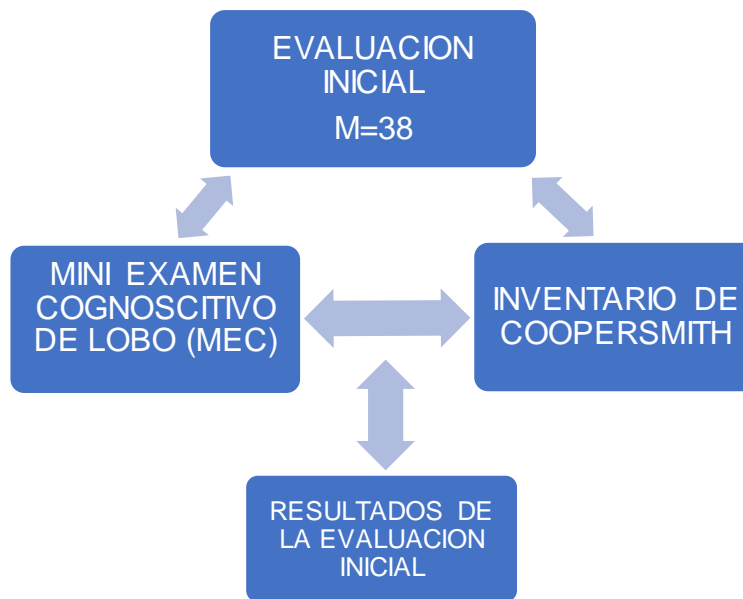 EVALUACION
INICIAL
M=38
MINI EXAMEN
COGNOSCITIVO
DE LOBO (MEC)
INVENTARIO DE
COOPERSMITH
RESULTADOS DE
LA EVALUACION
INICIAL